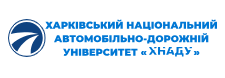 ХАРКІВСЬКИЙ НАЦІОНАЛЬНИЙ
АВТОМОБІЛЬНО-ДОРОЖНІЙ
УНІВЕРСИТЕТ «ХНАДУ»